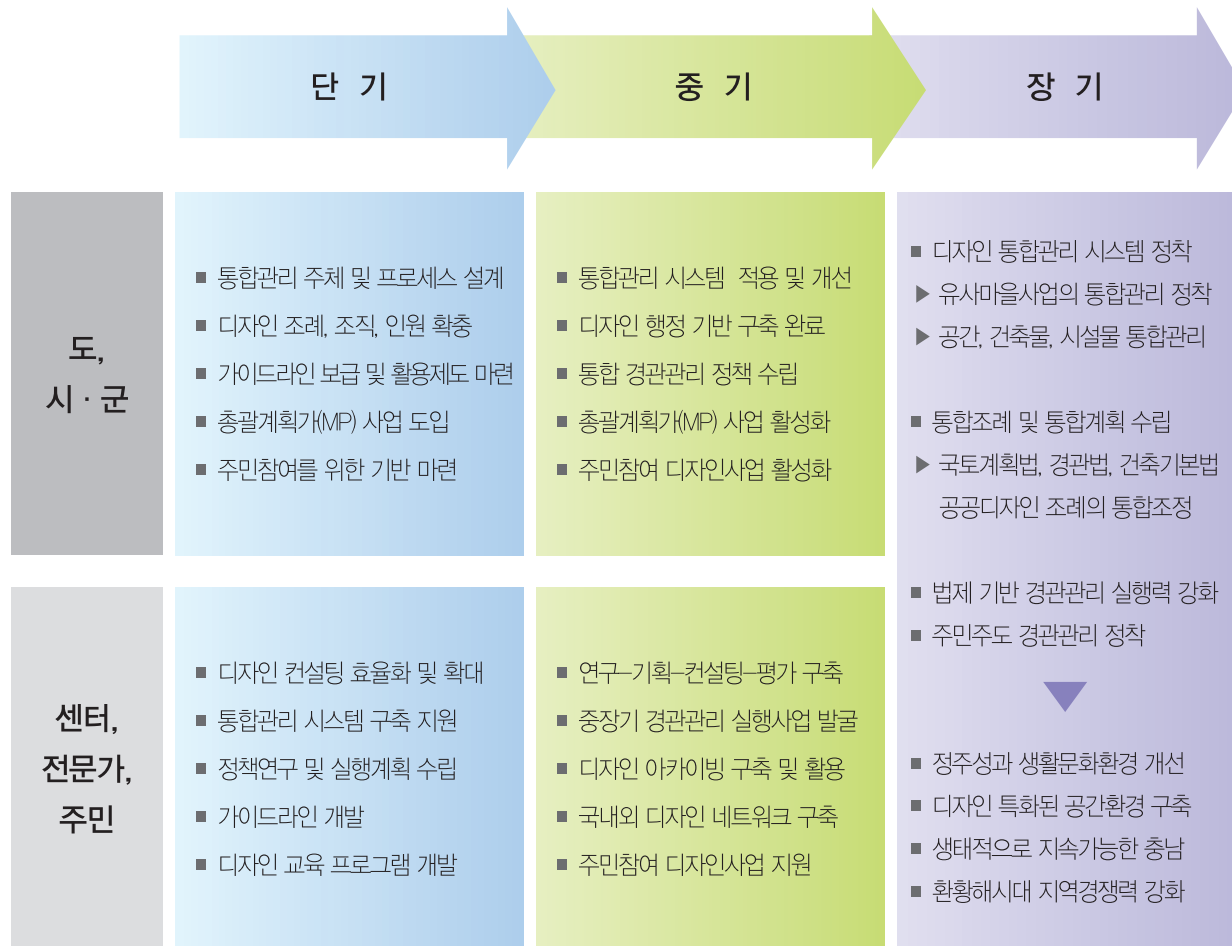 단 기
중 기
장 기
도,
시 · 군
■ 통합관리 주체 및 프로세스 설계
■ 디자인 조례, 조직, 인원 확충
■ 가이드라인 보급 및 활용제도 마련
■ 총괄계획가(MP) 사업 도입
■ 주민참여를 위한 기반 마련
■ 통합관리 시스템 적용 및 개선
■ 디자인 행정 기반 구축 완료
■ 통합 경관관리 정책 수립
■ 총괄계획가(MP) 사업 활성화
■ 주민참여 디자인사업 활성화
센터,
전문가,
주민
■ 디자인 컨설팅 효율화 및 확대
■ 통합관리 시스템 구축 지원
■ 정책연구 및 실행계획 수립
■ 가이드라인 개발
■ 디자인 교육 프로그램 개발
■ 연구–기획–컨설팅–평가 구축
■ 중장기 경관관리 실행사업 발굴
■ 디자인 아카이빙 구축 및 활용
■ 국내외 디자인 네트워크 구축
■ 주민참여 디자인사업 지원
■ 디자인 통합관리 시스템 정착
▶ 유사마을사업의 통합관리 정착
▶ 공간, 건축물, 시설물 통합관리
■ 통합조례 및 통합계획 수립
▶ 국토계획법, 경관법, 건축기본법
공공디자인 조례의 통합조정
■ 법제 기반 경관관리 실행력 강화
■ 주민주도 경관관리 정착
■ 정주성과 생활문화환경 개선
■ 디자인 특화된 공간환경 구축
■ 생태적으로 지속가능한 충남
■ 환황해시대 지역경쟁력 강화